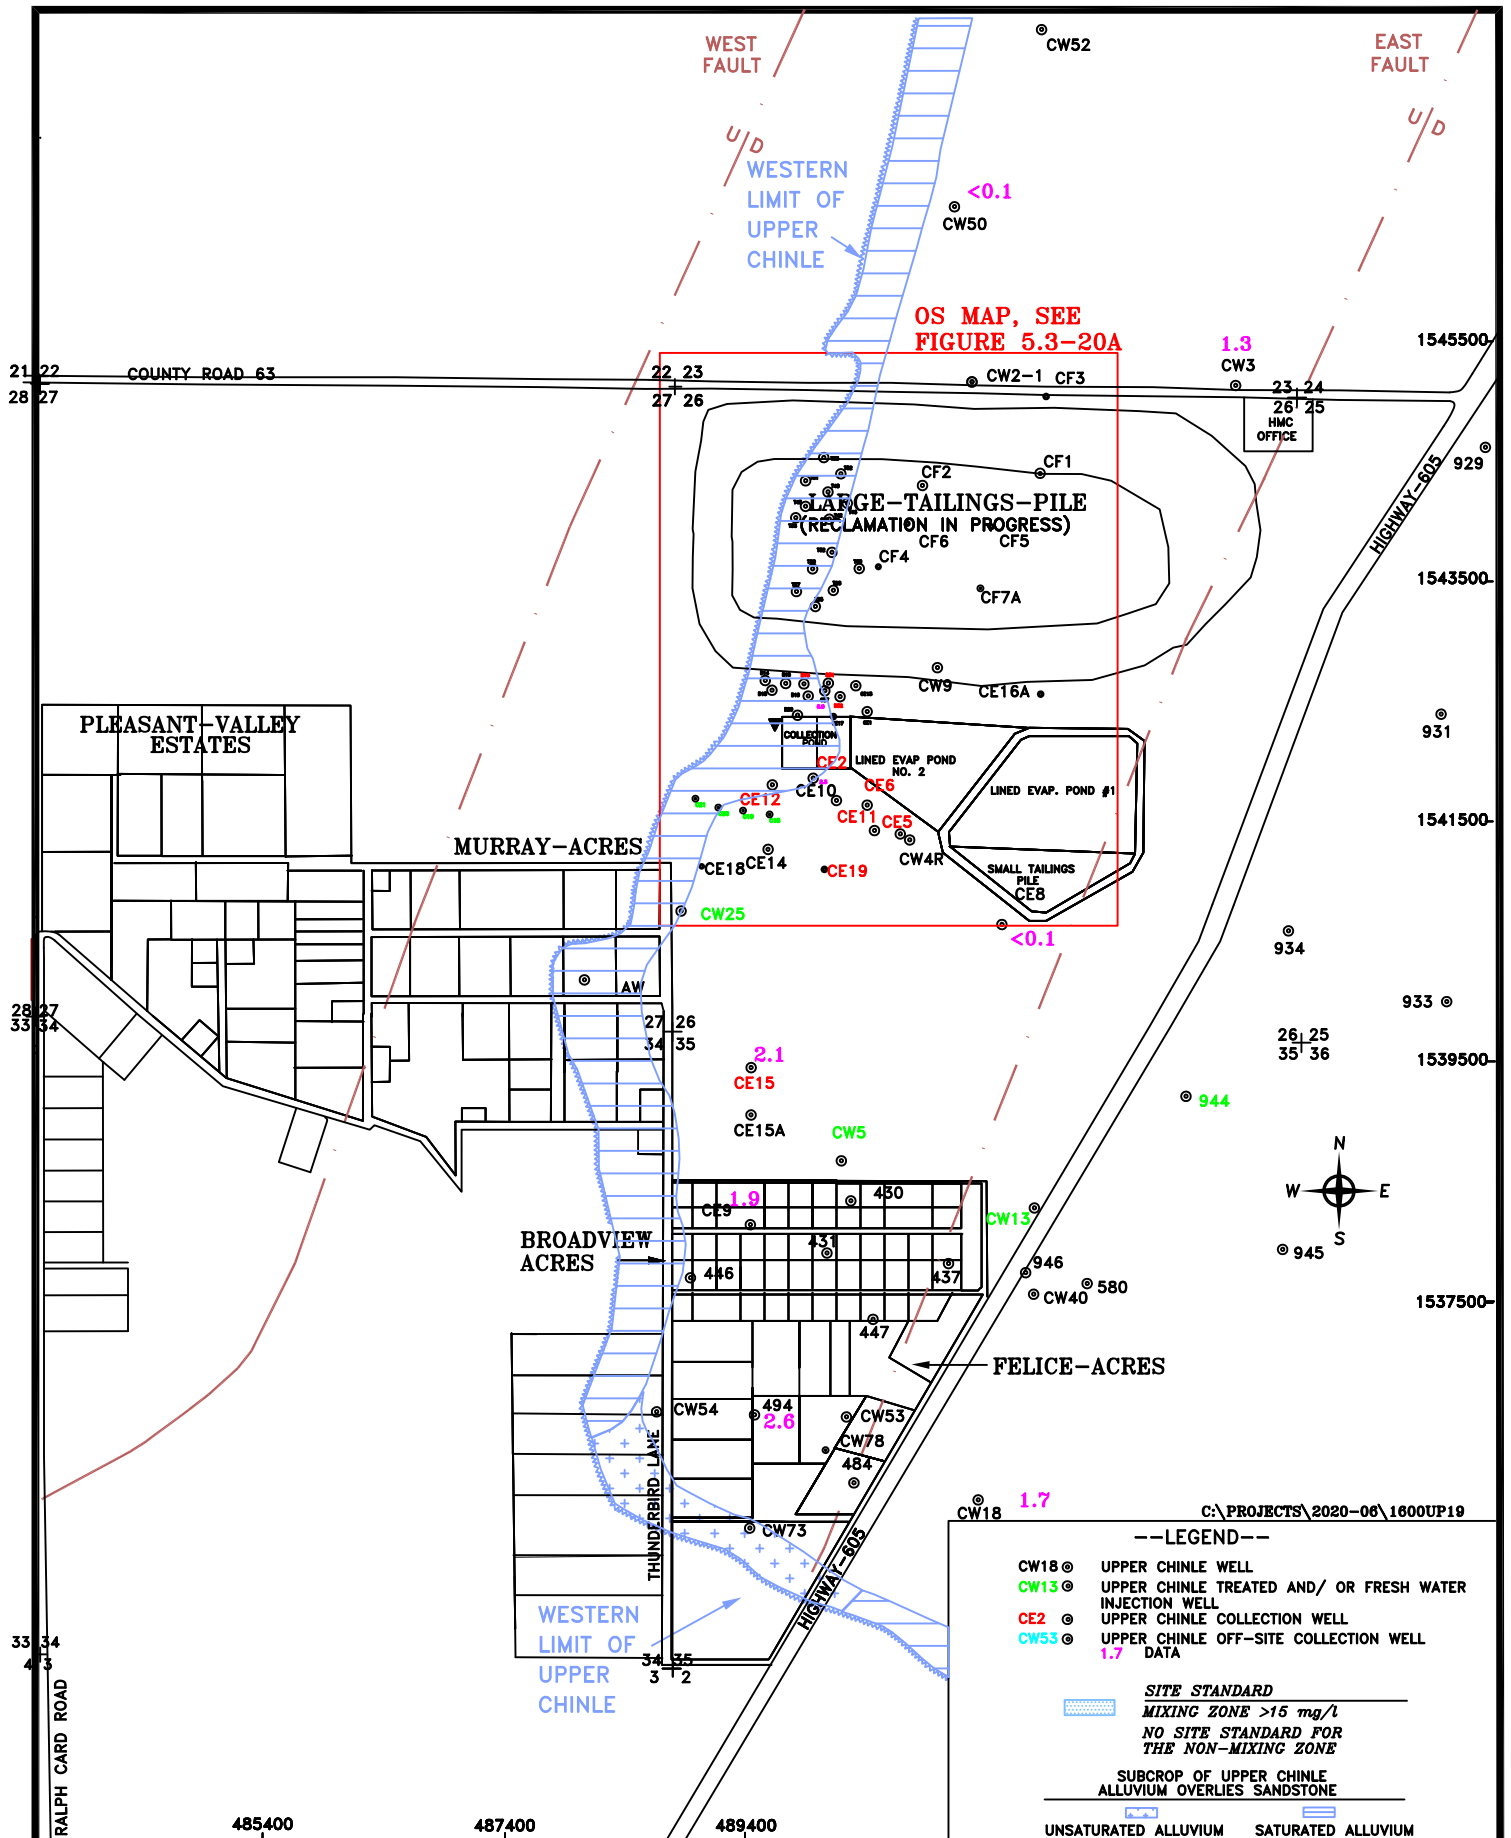 WEST
FAULT
CW52
EAST
FAULT
U/D
U/D
WESTERN
LIMIT OF
UPPER
CHINLE
<0.1
CW50
OS MAP, SEE
FIGURE 5.3-20A
1.3
CW3
1545500
21 22
28 27
COUNTY ROAD 63
22 23
27 26
CW2-1
CF3
23 24
26 25
HMC
OFFICE
929
CF2
CF1
LARGE-TAILINGS-PILE
(RECLAMATION IN PROGRESS)
CF6
CF5
HIGHWAY-605
CF4
CF7A
1543500
CW9
CE16A
931
PLEASANT-VALLEY
ESTATES
COLLECTION
POND
CE2
LINED EVAP POND
NO. 2
CE10
CE6
CE12
LINED EVAP. POND #1
CE11
CE5
1541500
MURRAY-ACRES
CE14
CW4R
CE18
CE19
SMALL TAILINGS
PILE
CE8
CW25
<0.1
934
AW
933
28 27
33 34
27 26
34 35
26 25
35 36
2.1
CE15
1539500
944
CE15A
CW5
N
W E
S
1.9
CE9
430
CW13
BROADVIEW
ACRES
431
945
446
437
946
580
CW40
1537500
447
FELICE-ACRES
CW54
494
2.6
CW53
CW78
484
THUNDERBIRD LANE
CW18
1.7
C:\PROJECTS\2020-06\1600UP19
CW73
HIGHWAY-605
--LEGEND--
CW18 UPPER CHINLE WELL
CW13 UPPER CHINLE TREATED AND/ OR FRESH WATER
INJECTION WELL
CE2 UPPER CHINLE COLLECTION WELL
CW53 UPPER CHINLE OFF-SITE COLLECTION WELL
1.7 DATA
WESTERN
LIMIT OF
UPPER
CHINLE
33 34
4 3
34 35
3 2
SITE STANDARD
MIXING ZONE >15 mg/l
NO SITE STANDARD FOR
THE NON-MIXING ZONE
SUBCROP OF UPPER CHINLE
ALLUVIUM OVERLIES SANDSTONE
UNSATURATED ALLUVIUM SATURATED ALLUVIUM
RALPH CARD ROAD
485400
487400
489400